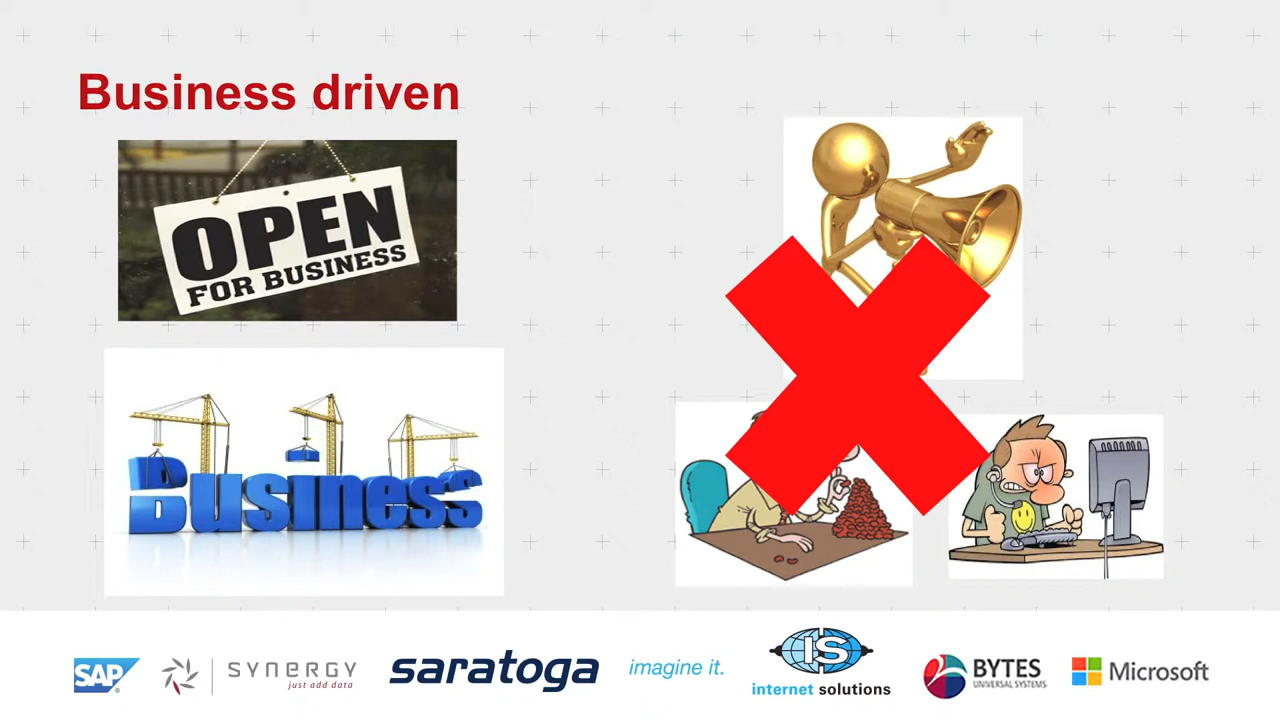 Business driven
OPEN
FOR BUSINESS
Business
SAP
SYNERGY
just add data
saratoga
imagine it.
IS
internet solutions
BYTES
UNIVERSAL SYSTEMS
Microsoft